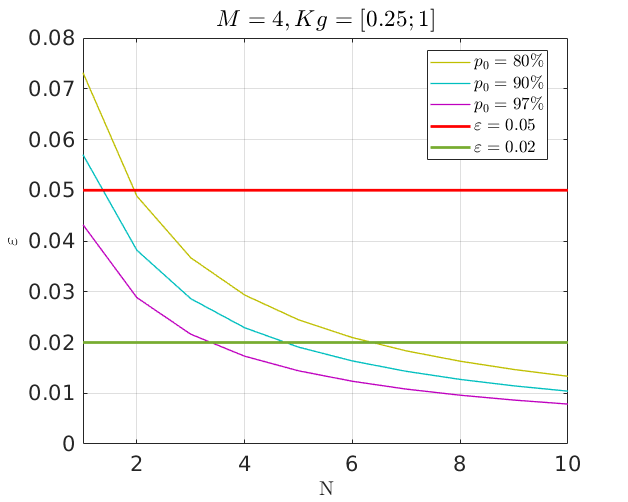 M = 4, Kg = [0.25; 1]
0.08
0.07
0.06
0.05
0.04
0.03
0.02
0.01
0
ε
p₀ = 80%
p₀ = 90%
p₀ = 97%
ε = 0.05
ε = 0.02
2 4 6 8 10
N